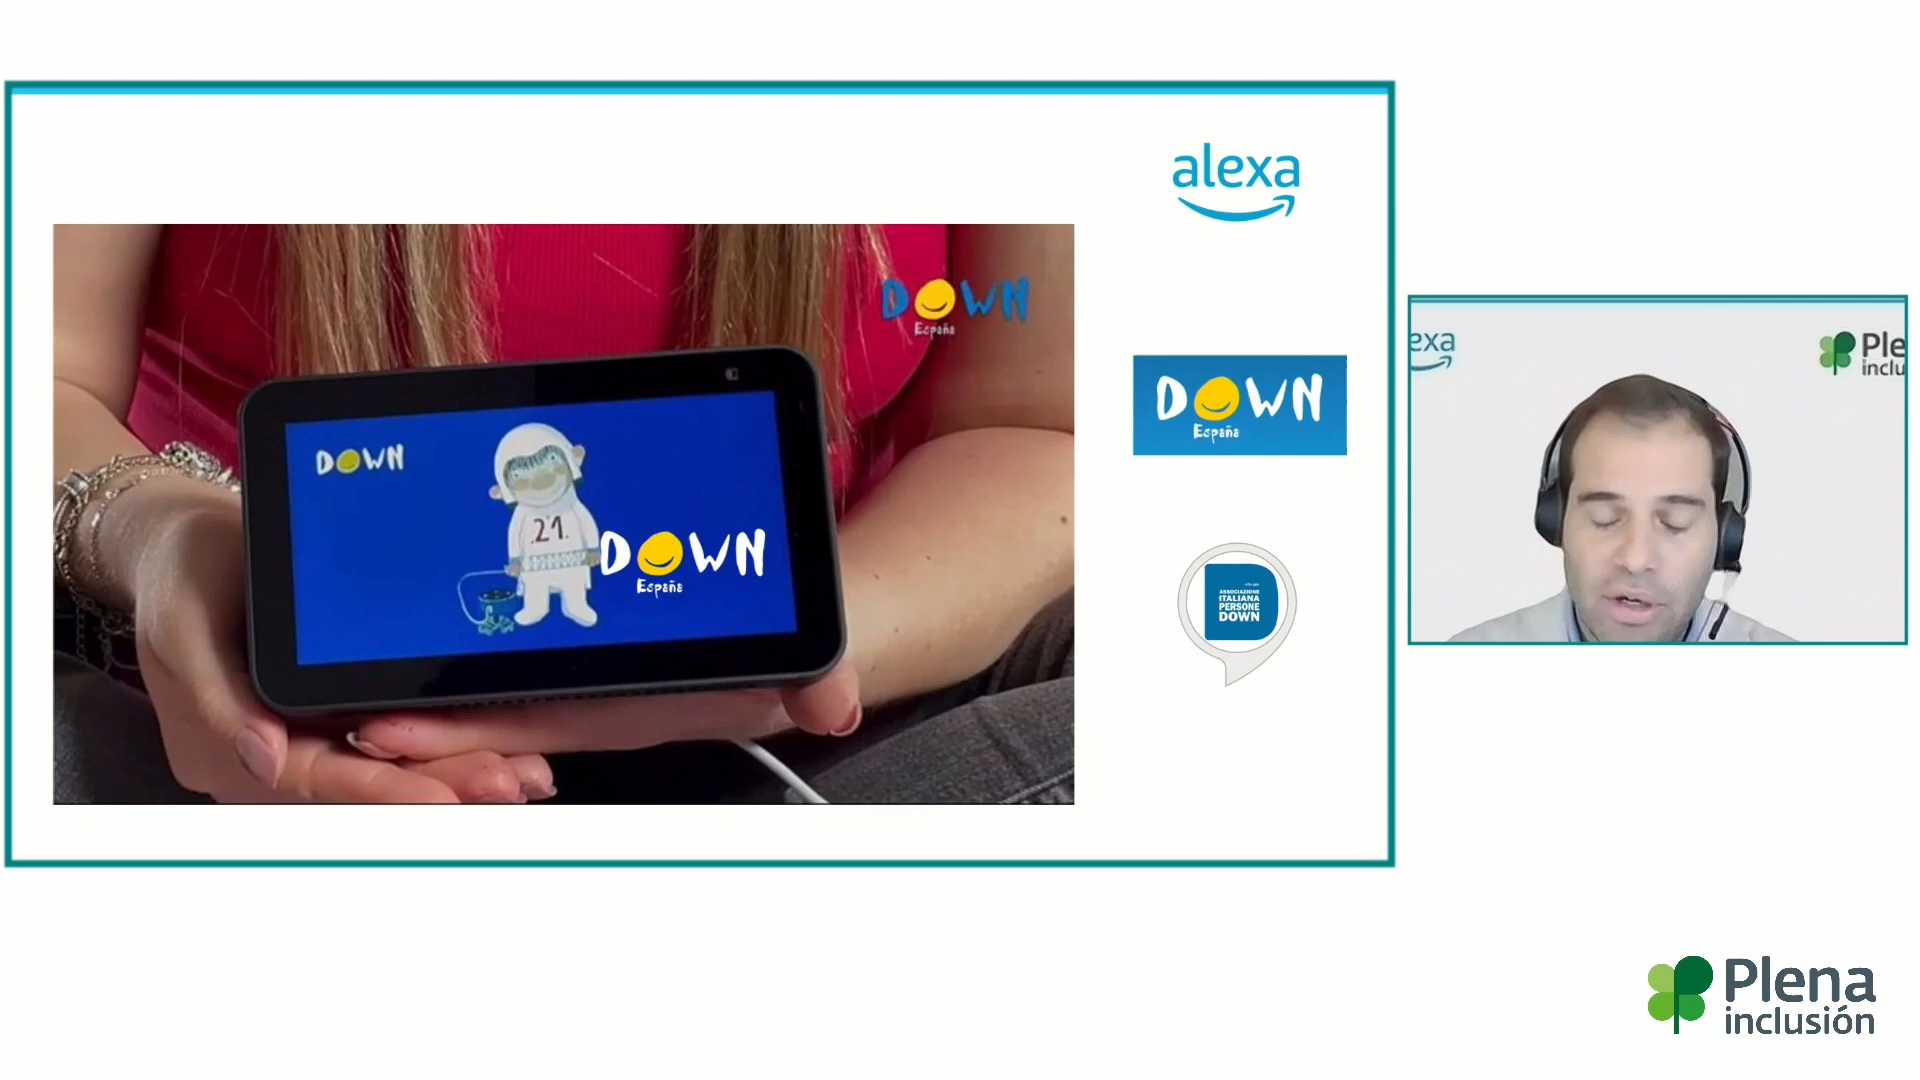 alexa
DOWN
España
DOWN
21
DOWN
España
DOWN
España
ASSOCIAZIONE
ITALIANA
PERSONE
DOWN
exa
Ple
inclu
Plena
inclusión